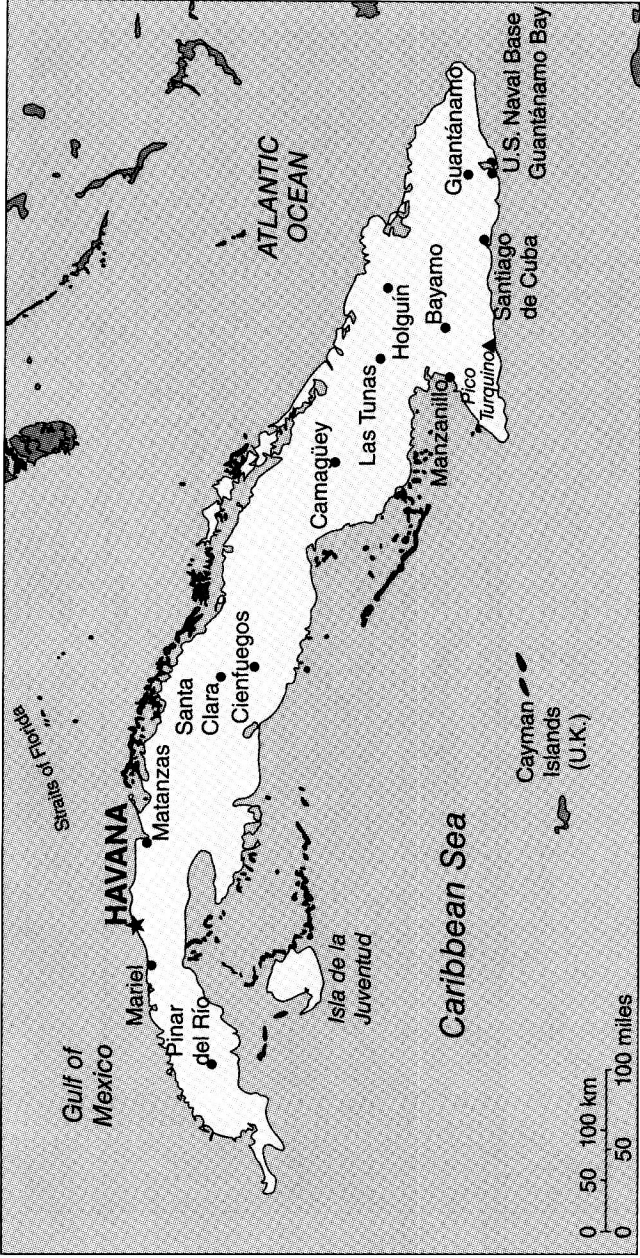 Gulf of
Mexico
Straits of Florida
ATLANTIC
OCEAN
HAVANA
Mariel
Matanzas
Pinar
del Río
Santa
Clara
Cienfuegos
Isla de la
Juventud
Camagüey
Las Tunas
Holguín
Bayamo
Manzanillo
Pico
Turquino
Guantánamo
Santiago
de Cuba
U.S. Naval Base
Guantánamo Bay
Caribbean Sea
Cayman
Islands
(U.K.)
0 50 100 km
0 50 100 miles